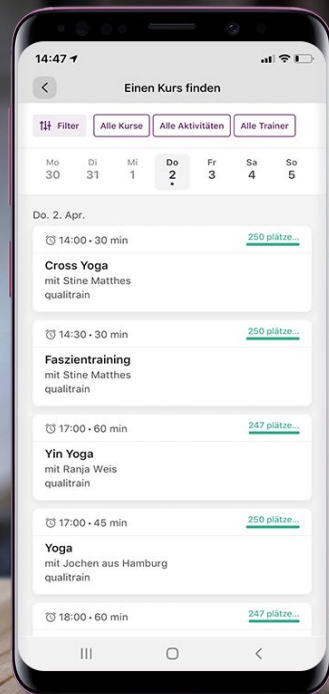 14:47
Einen Kurs finden
Filter
Alle Kurse
Alle Aktivitäten
Alle Trainer
Mo Di Mi Do Fr Sa So
30 31 1 2 3 4 5
Do. 2. Apr.
14:00 • 30 min 250 plätze...
Cross Yoga
mit Stine Matthes
qualitrain
14:30 • 30 min 250 plätze...
Faszientraining
mit Stine Matthes
qualitrain
17:00 • 60 min 247 plätze...
Yin Yoga
mit Ranja Weis
qualitrain
17:00 • 45 min 250 plätze...
Yoga
mit Jochen aus Hamburg
qualitrain
18:00 • 60 min 247 plätze...